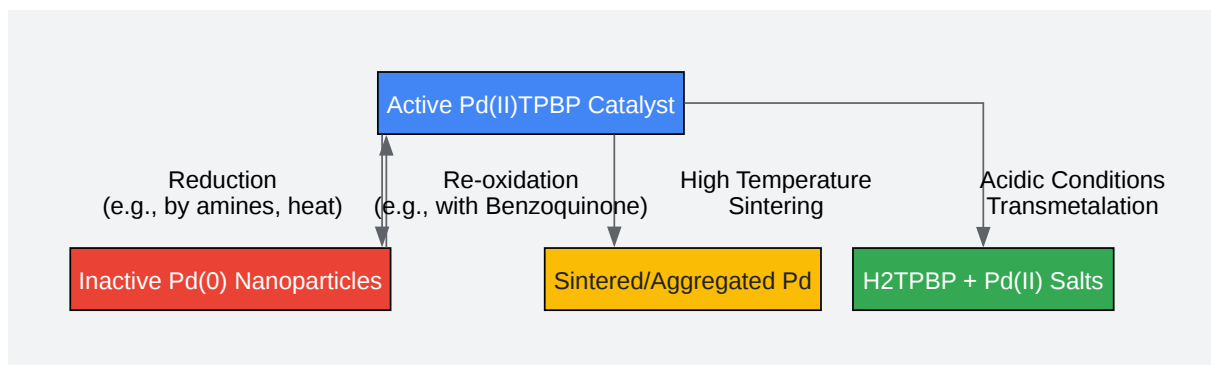 Active Pd(II)TPBP Catalyst
Reduction
(e.g., by amines, heat)
Re-oxidation
(e.g., with Benzoquinone)
High Temperature
Sintering
Acidic Conditions
Transmetalation
Inactive Pd(0) Nanoparticles
Sintered/Aggregated Pd
H2TPBP + Pd(II) Salts